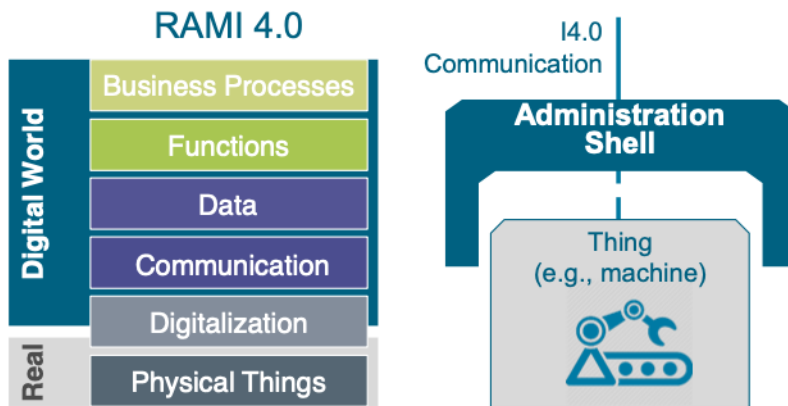 RAMI 4.0
Digital World
Business Processes
Functions
Data
Communication
Digitalization
Real
Physical Things
I4.0
Communication
Administration
Shell
Thing
(e.g., machine)